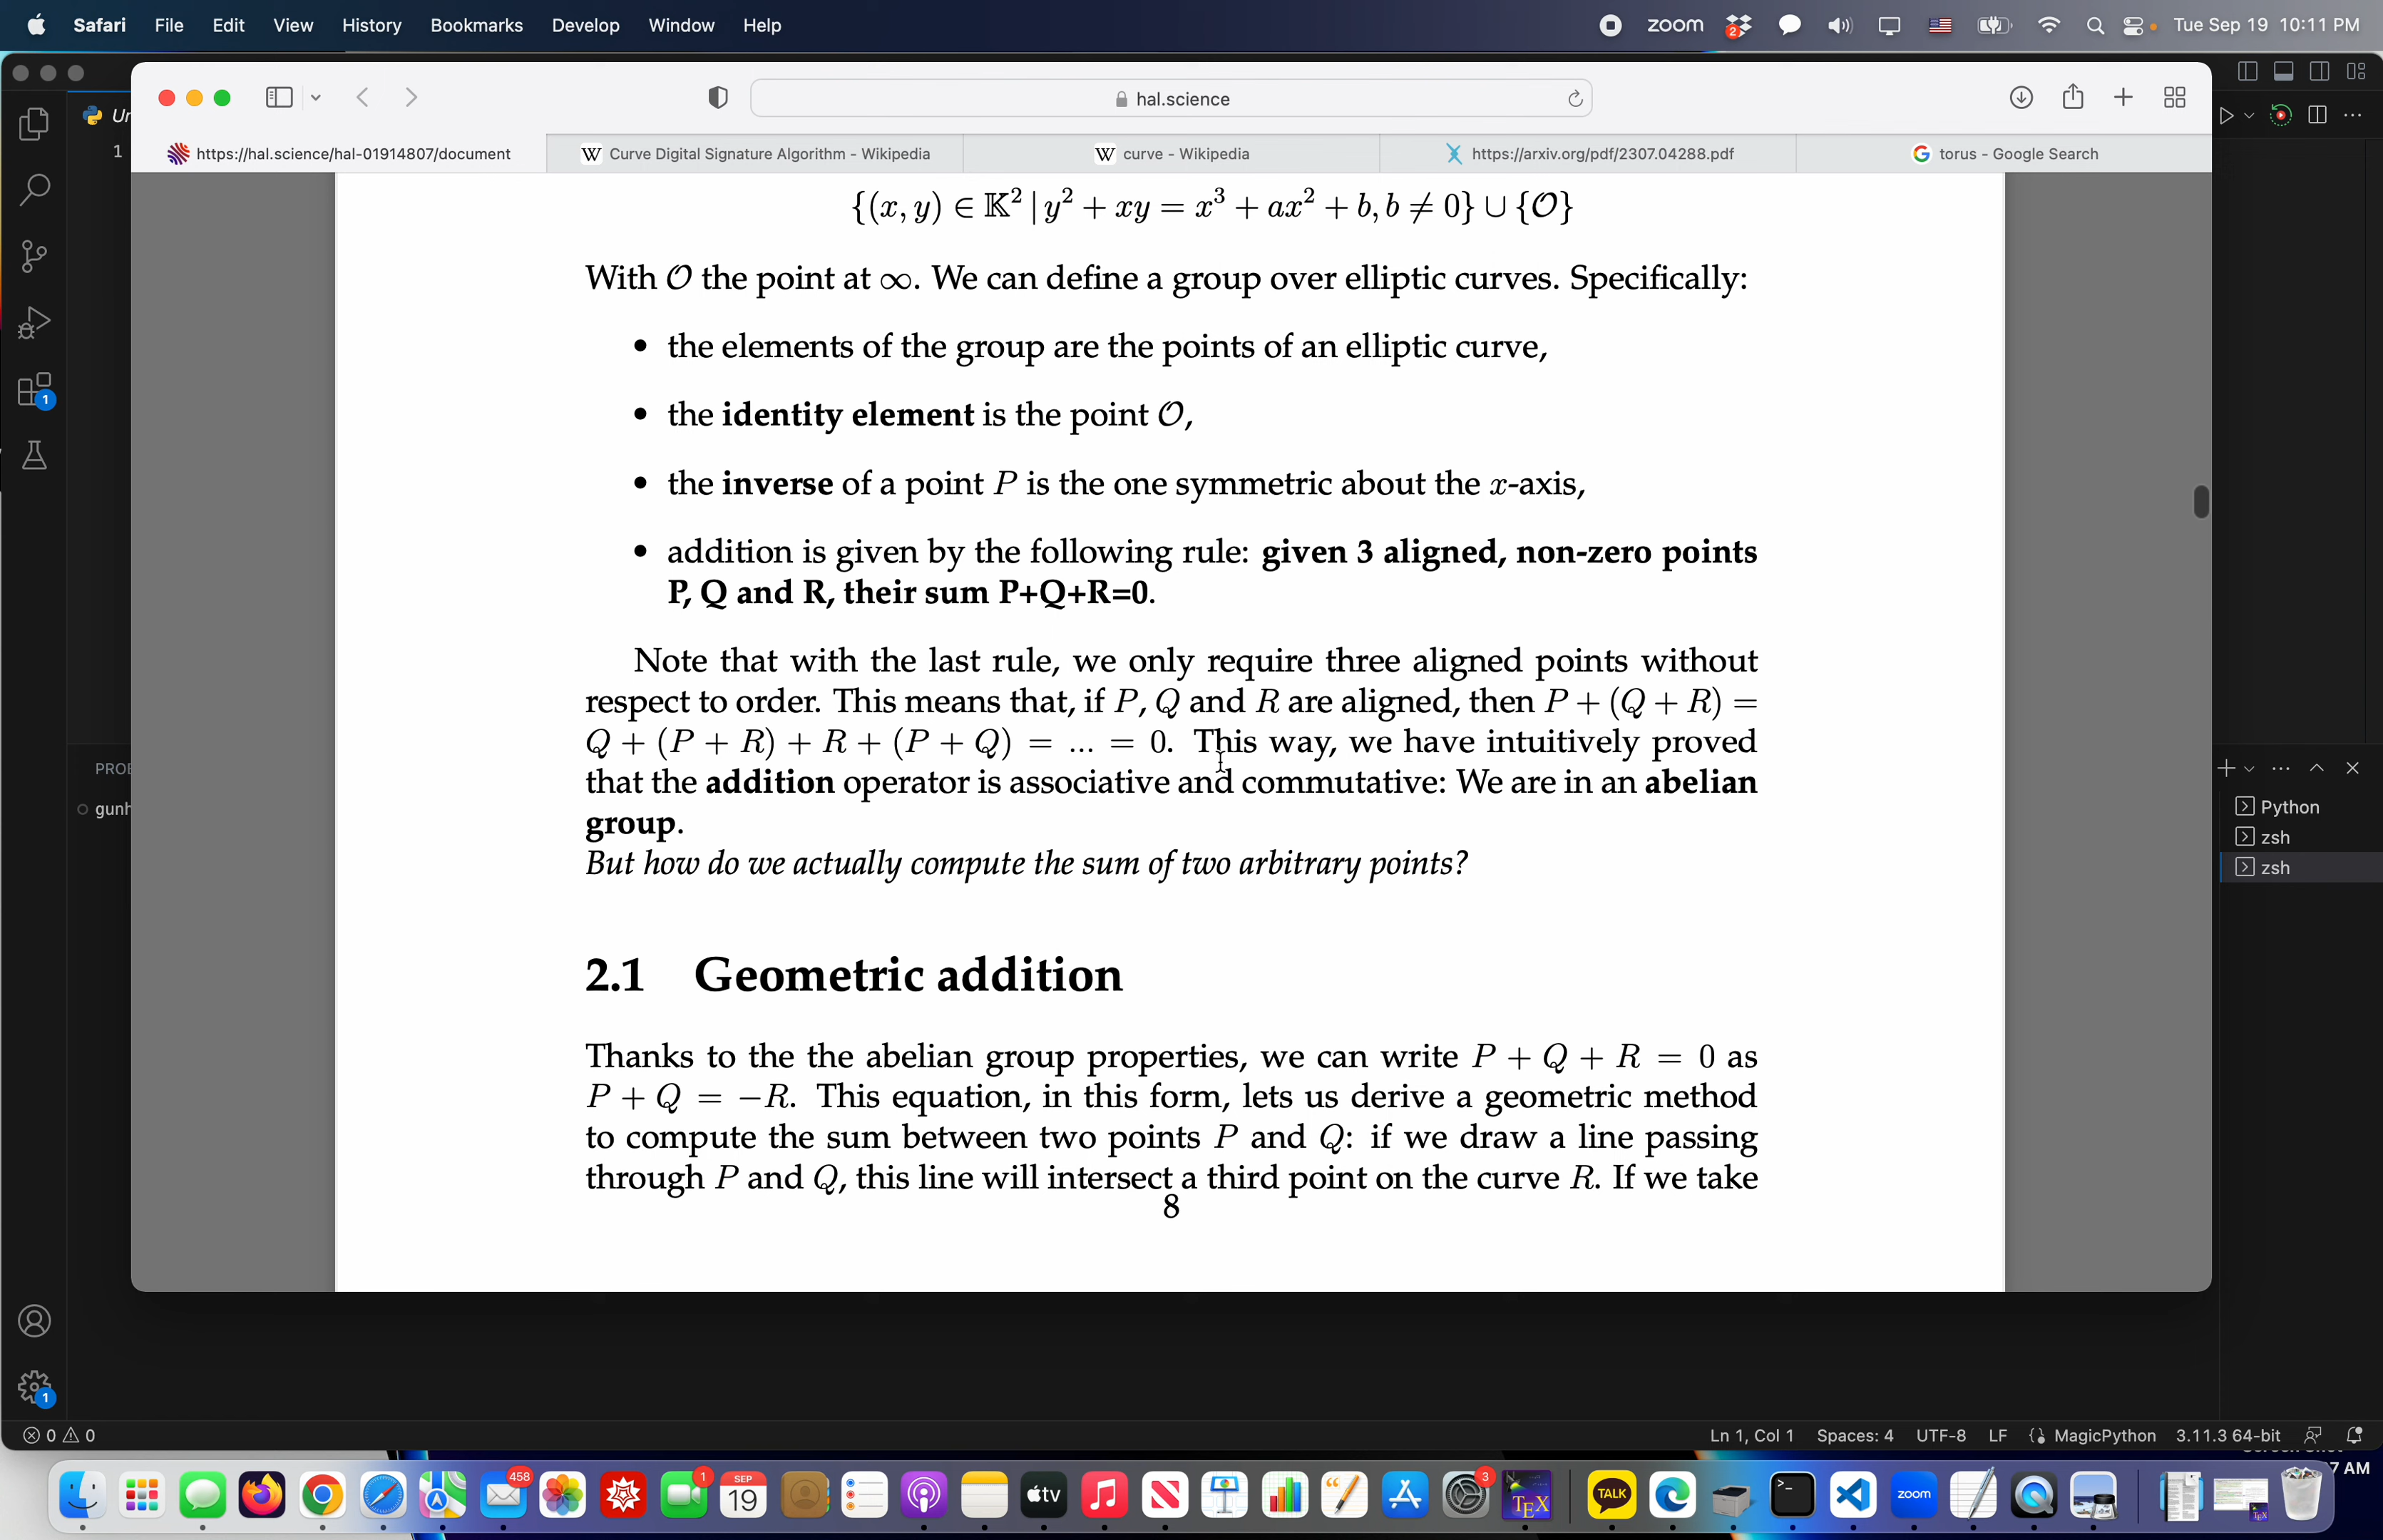 Safari File Edit View History Bookmarks Develop Window Help zoom 2 Tue Sep 19 10:11 PM
hal.science
https://hal.science/hal-01914807/document Curve Digital Signature Algorithm - Wikipedia curve - Wikipedia https://arxiv.org/pdf/2307.04288.pdf torus - Google Search
1
{(x, y) ∈ 𝕂² | y² + xy = x³ + ax² + b, b ≠ 0} ∪ {𝒪}
With 𝒪 the point at ∞. We can define a group over elliptic curves. Specifically:
• the elements of the group are the points of an elliptic curve,
• the identity element is the point 𝒪,
• the inverse of a point P is the one symmetric about the x-axis,
• addition is given by the following rule: given 3 aligned, non-zero points
P, Q and R, their sum P+Q+R=0.
Note that with the last rule, we only require three aligned points without
respect to order. This means that, if P, Q and R are aligned, then P + (Q + R) =
Q + (P + R) + R + (P + Q) = ... = 0. This way, we have intuitively proved
that the addition operator is associative and commutative: We are in an abelian
group.
But how do we actually compute the sum of two arbitrary points?
2.1 Geometric addition
Thanks to the the abelian group properties, we can write P + Q + R = 0 as
P + Q = −R. This equation, in this form, lets us derive a geometric method
to compute the sum between two points P and Q: if we draw a line passing
through P and Q, this line will intersect a third point on the curve R. If we take
8
1
PROB
gunh
Python
zsh
zsh
1
0 0 Ln 1, Col 1 Spaces: 4 UTF-8 LF MagicPython 3.11.3 64-bit
7 AM
458 1 SEP 19 tv 3 TEX TALK zoom